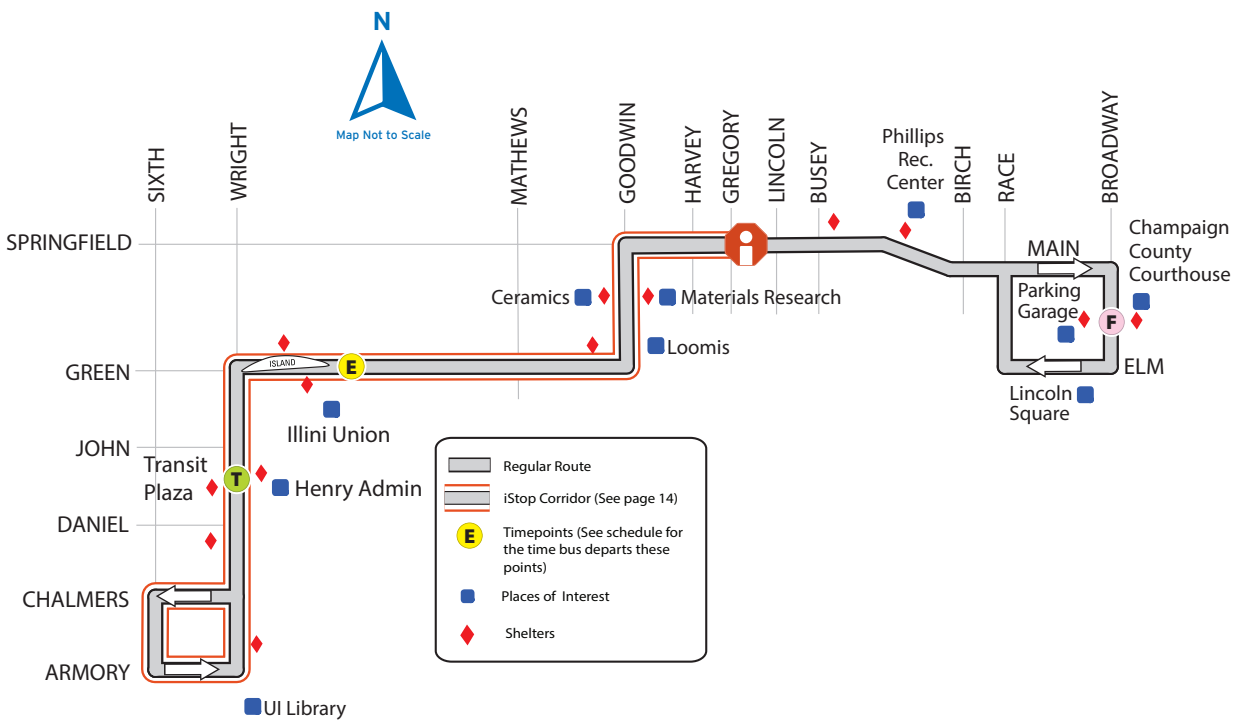 N
Map Not to Scale
SIXTH
WRIGHT
MATHEWS
GOODWIN
HARVEY
GREGORY
LINCOLN
BUSEY
Phillips
Rec.
Center
BIRCH
RACE
BROADWAY
SPRINGFIELD
MAIN
Champaign
County
Courthouse
Ceramics
Materials Research
Parking
Garage
F
Loomis
GREEN
ISLAND
E
ELM
Lincoln
Square
Illini Union
JOHN
Transit
Plaza
T
Henry Admin
DANIEL
CHALMERS
ARMORY
UI Library
Regular Route
iStop Corridor (See page 14)
E
Timepoints (See schedule for
the time bus departs these
points)
Places of Interest
Shelters